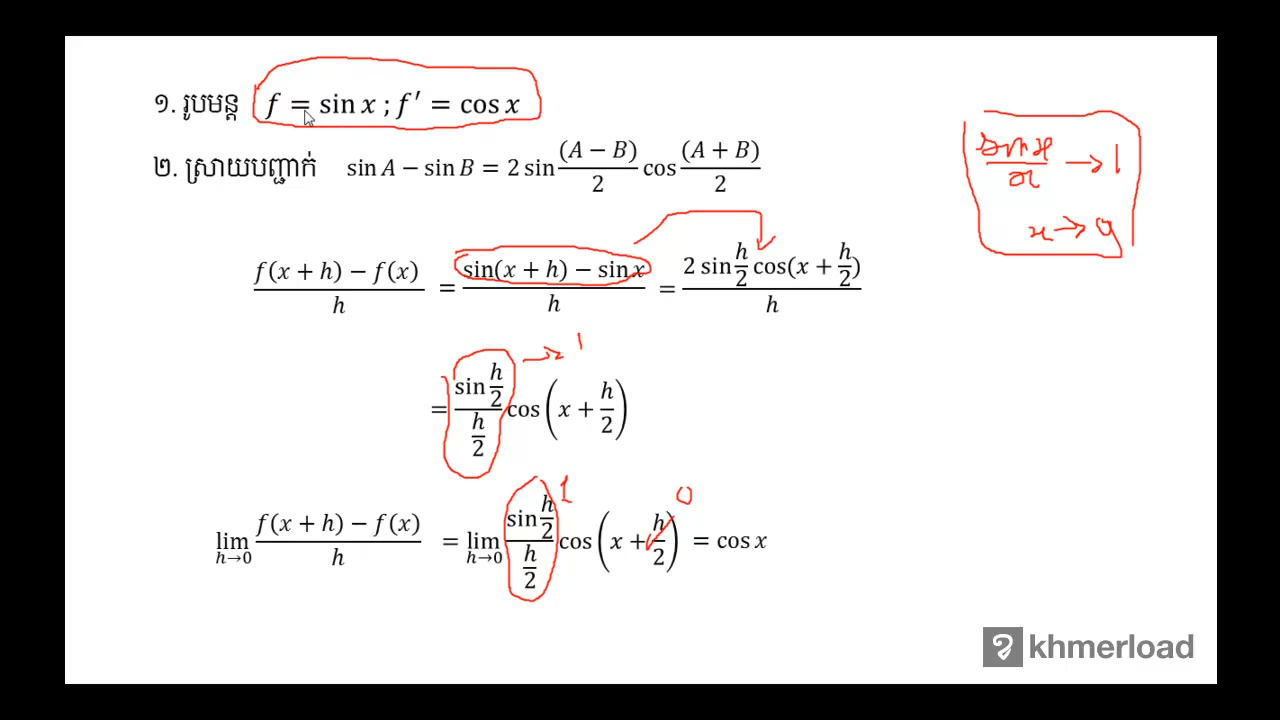 ១. រូបមន្ត f = sin x ; f′ = cos x
២. ស្រាយបញ្ជាក់ sin A − sin B = 2 sin (A − B)/2 cos (A + B)/2
sin x/x → 1
x → 0
(f(x + h) − f(x))/h = (sin(x + h) − sin x)/h = (2 sin h/2 cos(x + h/2))/h
→ 1
= (sin h/2)/(h/2) cos(x + h/2)
1 0
lim h→0 (f(x + h) − f(x))/h = lim h→0 (sin h/2)/(h/2) cos(x + h/2) = cos x
khmerload